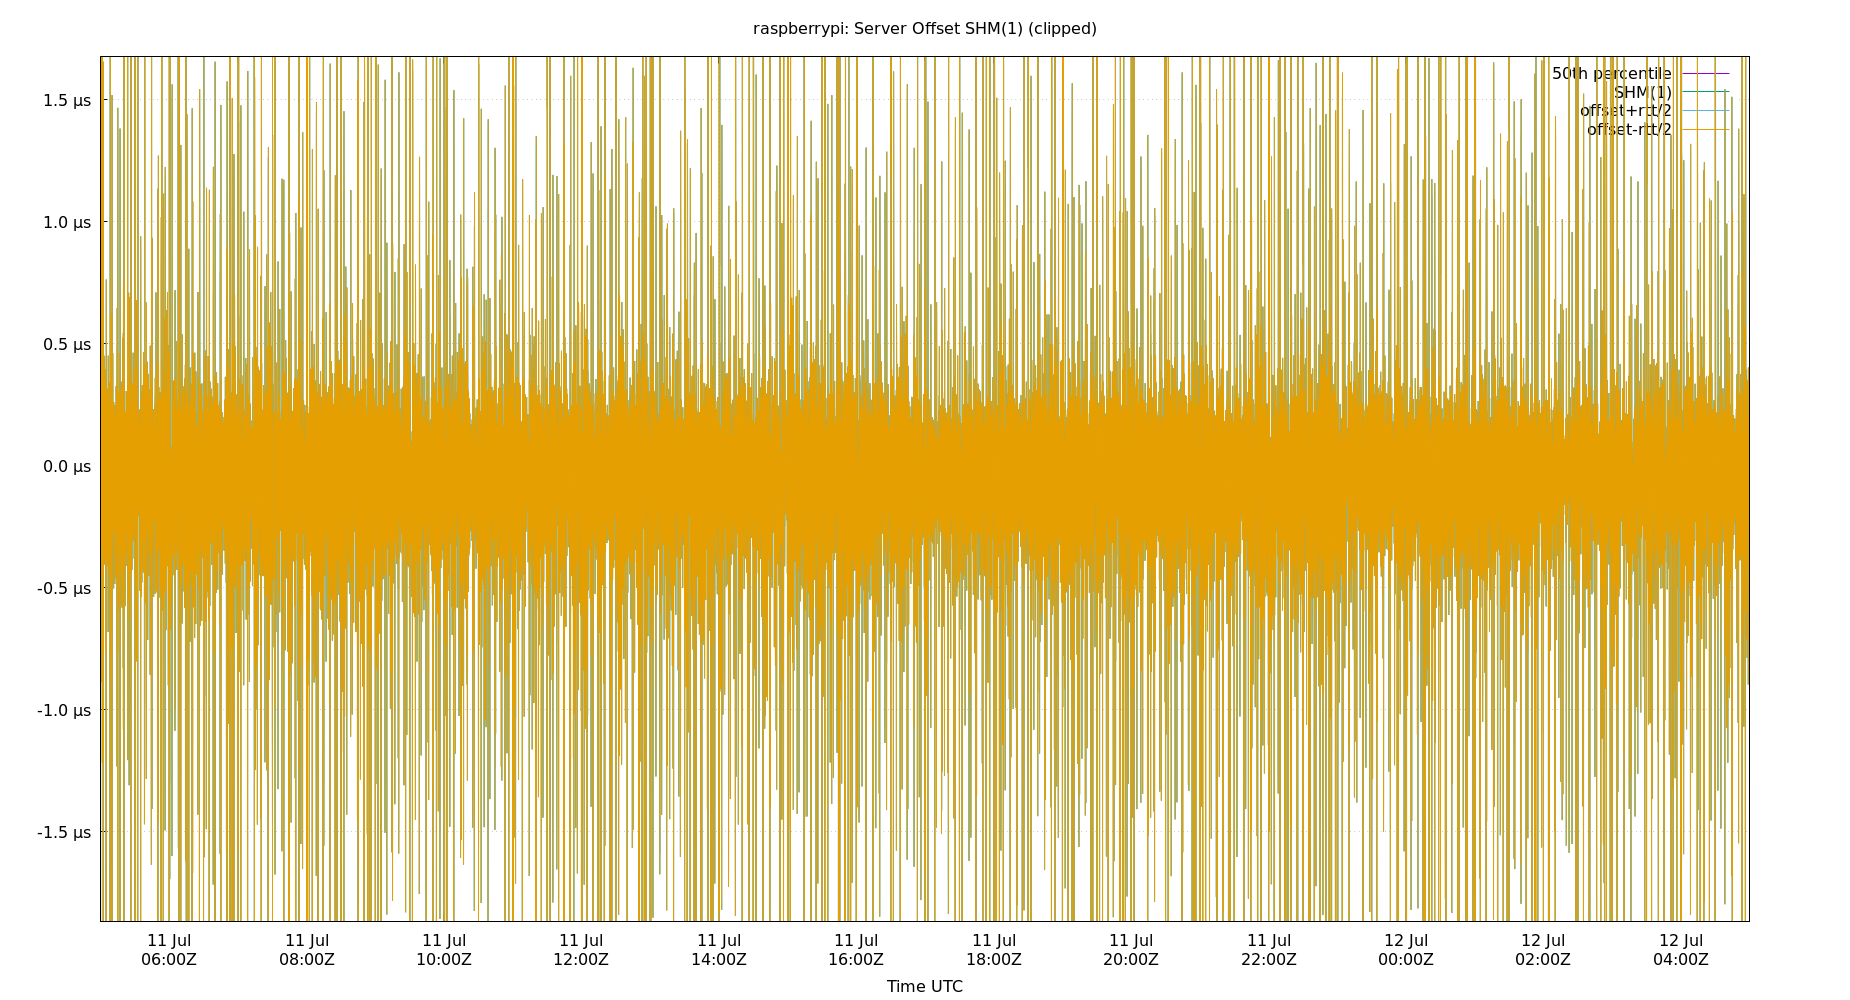 raspberrypi: Server Offset SHM(1) (clipped)
50th percentile
SHM(1)
offset+rtt/2
offset-rtt/2
1.5 µs
1.0 µs
0.5 µs
0.0 µs
-0.5 µs
-1.0 µs
-1.5 µs
11 Jul 11 Jul 11 Jul 11 Jul 11 Jul 11 Jul 11 Jul 11 Jul 11 Jul 12 Jul 12 Jul 12 Jul
06:00Z 08:00Z 10:00Z 12:00Z 14:00Z 16:00Z 18:00Z 20:00Z 22:00Z 00:00Z 02:00Z 04:00Z
Time UTC